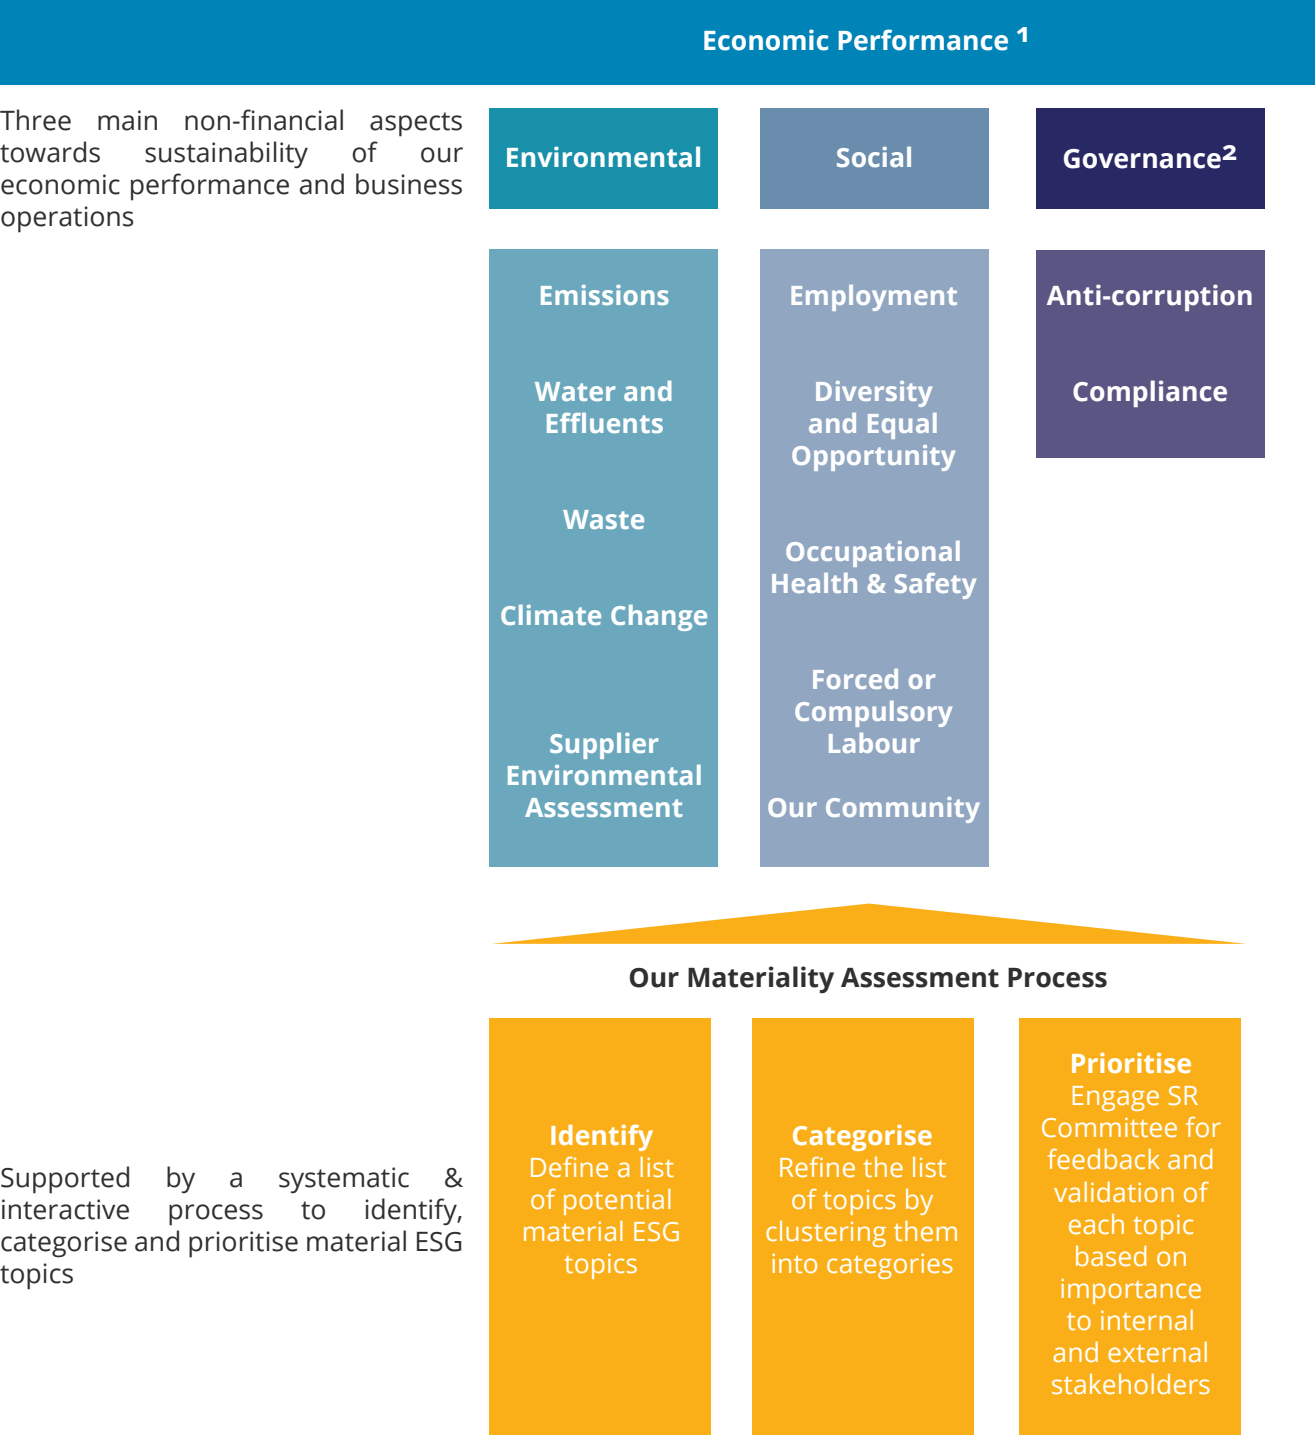 Economic Performance ¹
Three main non-financial aspects
towards sustainability of our
economic performance and business
operations
Environmental
Social
Governance²
Emissions
Water and
Effluents
Waste
Climate Change
Supplier
Environmental
Assessment
Employment
Diversity
and Equal
Opportunity
Occupational
Health & Safety
Forced or
Compulsory
Labour
Our Community
Anti-corruption
Compliance
Our Materiality Assessment Process
Supported by a systematic &
interactive process to identify,
categorise and prioritise material ESG
topics
Identify
Define a list
of potential
material ESG
topics
Categorise
Refine the list
of topics by
clustering them
into categories
Prioritise
Engage SR
Committee for
feedback and
validation of
each topic
based on
importance
to internal
and external
stakeholders